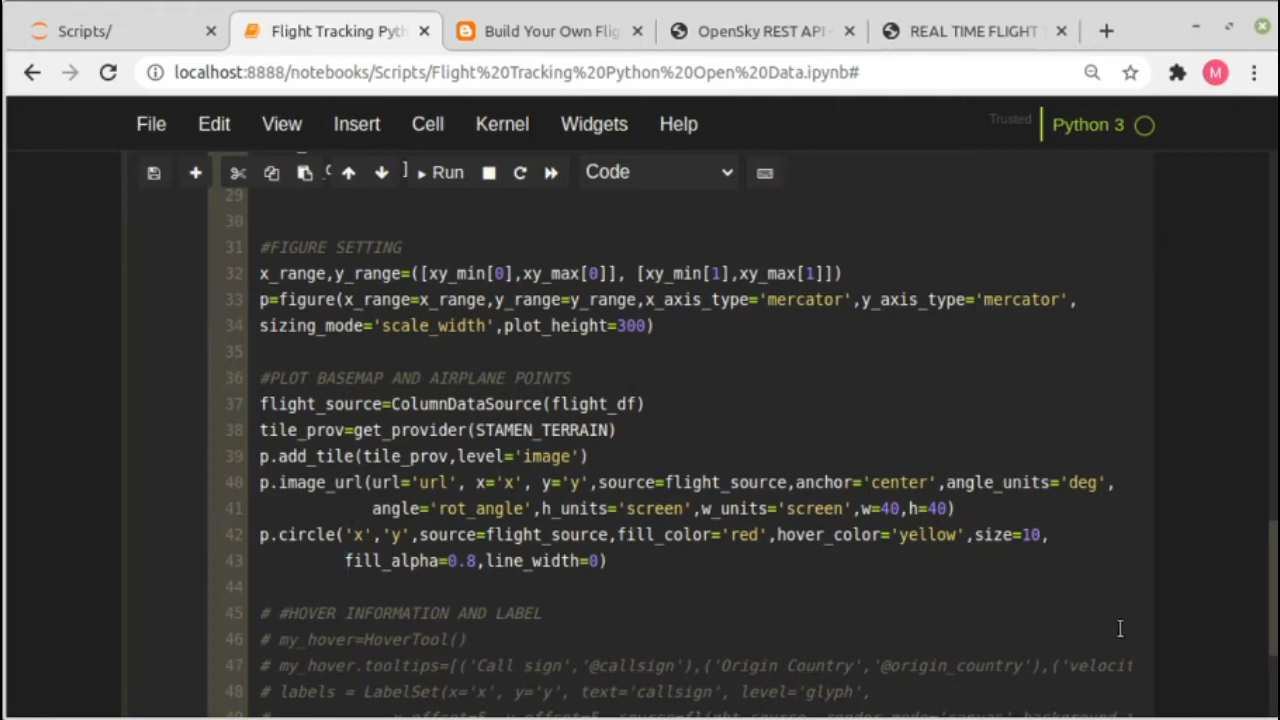 Scripts/
Flight Tracking Pyth
Build Your Own Flig
OpenSky REST API
REAL TIME FLIGHT
localhost:8888/notebooks/Scripts/Flight%20Tracking%20Python%20Open%20Data.ipynb#
M
File Edit View Insert Cell Kernel Widgets Help
Trusted
Python 3
Run
Code
29
30
31 #FIGURE SETTING
32 x_range,y_range=([xy_min[0],xy_max[0]], [xy_min[1],xy_max[1]])
33 p=figure(x_range=x_range,y_range=y_range,x_axis_type='mercator',y_axis_type='mercator',
34 sizing_mode='scale_width',plot_height=300)
35
36 #PLOT BASEMAP AND AIRPLANE POINTS
37 flight_source=ColumnDataSource(flight_df)
38 tile_prov=get_provider(STAMEN_TERRAIN)
39 p.add_tile(tile_prov,level='image')
40 p.image_url(url='url', x='x', y='y',source=flight_source,anchor='center',angle_units='deg',
41 angle='rot_angle',h_units='screen',w_units='screen',w=40,h=40)
42 p.circle('x','y',source=flight_source,fill_color='red',hover_color='yellow',size=10,
43 fill_alpha=0.8,line_width=0)
44
45 # #HOVER INFORMATION AND LABEL
46 # my_hover=HoverTool()
47 # my_hover.tooltips=[('Call sign','@callsign'),('Origin Country','@origin_country'),('velocit
48 # labels = LabelSet(x='x', y='y', text='callsign', level='glyph',